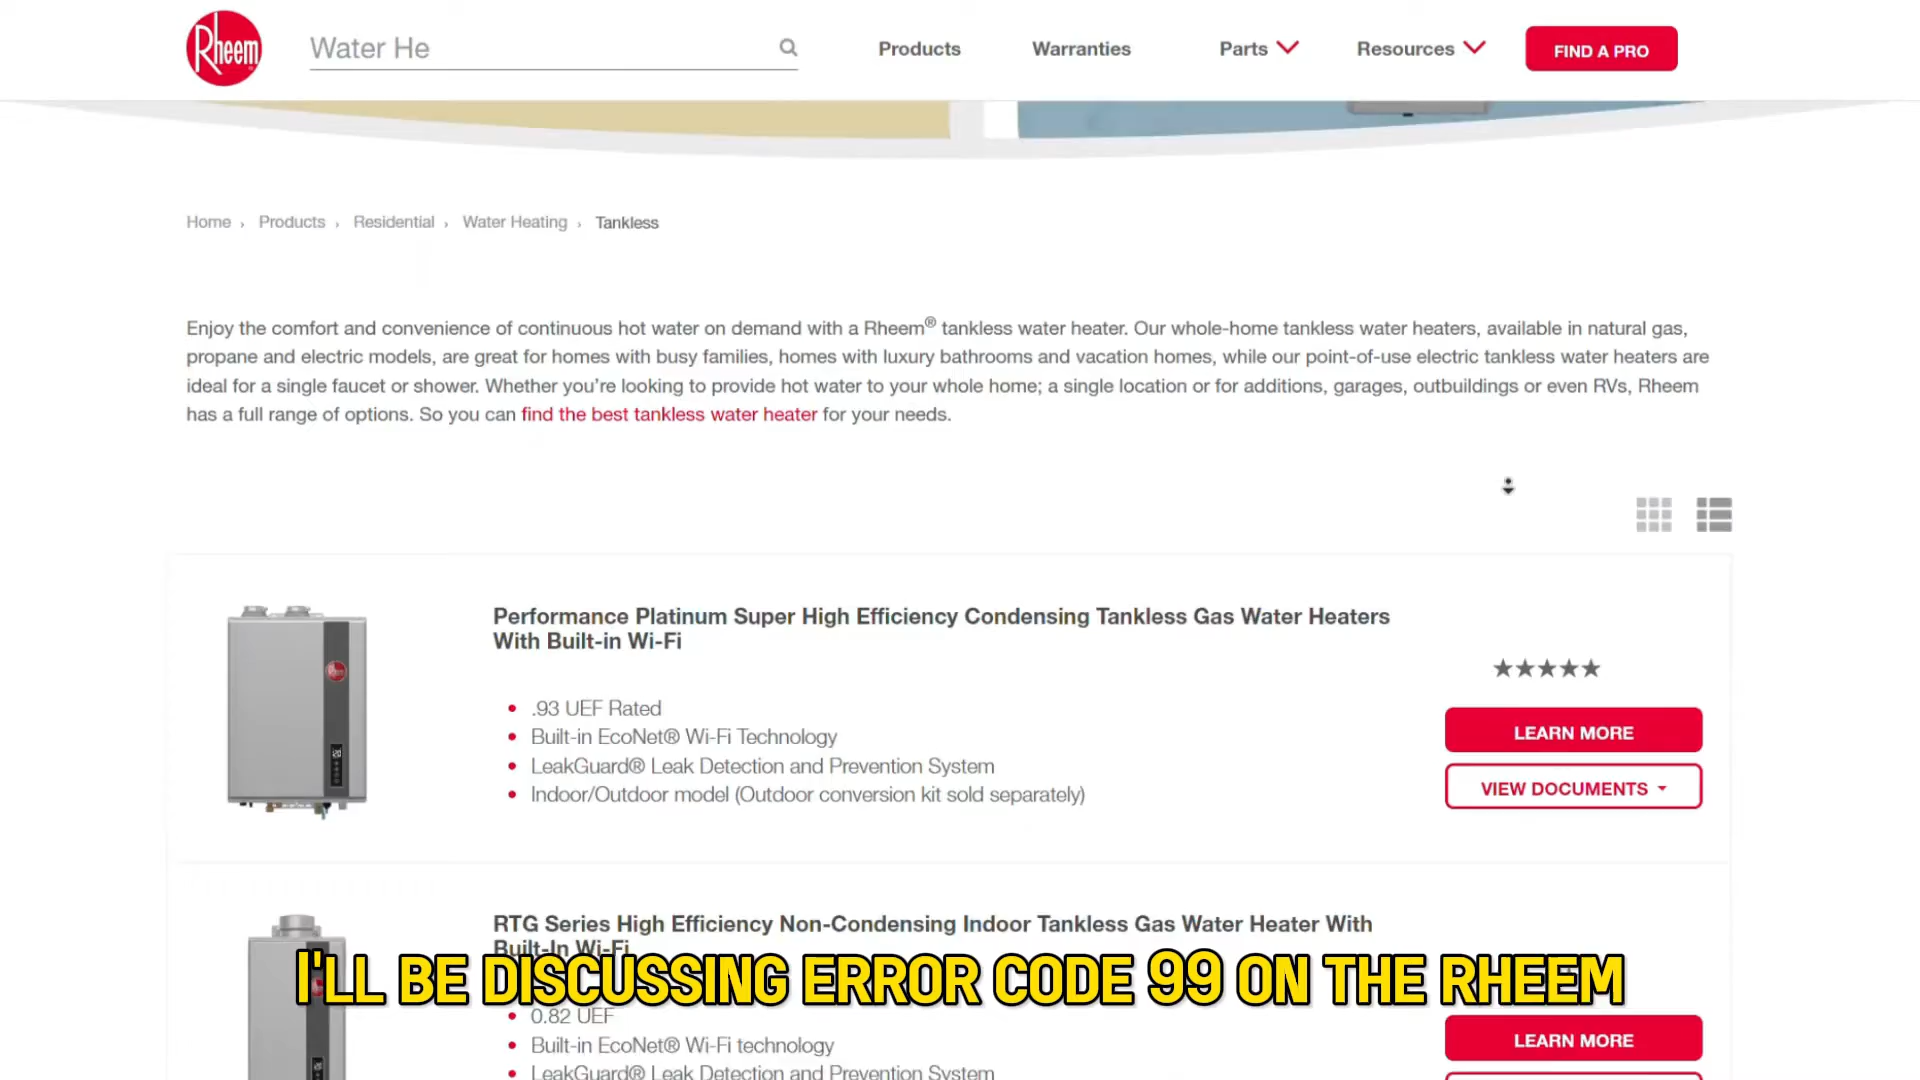 Rheem
Water He
Products
Warranties
Parts
Resources
FIND A PRO
Home › Products › Residential › Water Heating › Tankless
Enjoy the comfort and convenience of continuous hot water on demand with a Rheem® tankless water heater. Our whole-home tankless water heaters, available in natural gas,
propane and electric models, are great for homes with busy families, homes with luxury bathrooms and vacation homes, while our point-of-use electric tankless water heaters are
ideal for a single faucet or shower. Whether you’re looking to provide hot water to your whole home; a single location or for additions, garages, outbuildings or even RVs, Rheem
has a full range of options. So you can find the best tankless water heater for your needs.
Performance Platinum Super High Efficiency Condensing Tankless Gas Water Heaters
With Built-in Wi-Fi
• .93 UEF Rated
• Built-in EcoNet® Wi-Fi Technology
• LeakGuard® Leak Detection and Prevention System
• Indoor/Outdoor model (Outdoor conversion kit sold separately)
LEARN MORE
VIEW DOCUMENTS
RTG Series High Efficiency Non-Condensing Indoor Tankless Gas Water Heater With
Built-In Wi-Fi
I'LL BE DISCUSSING ERROR CODE 99 ON THE RHEEM
• 0.82 UEF
• Built-in EcoNet® Wi-Fi technology
• LeakGuard® Leak Detection and Prevention System
LEARN MORE